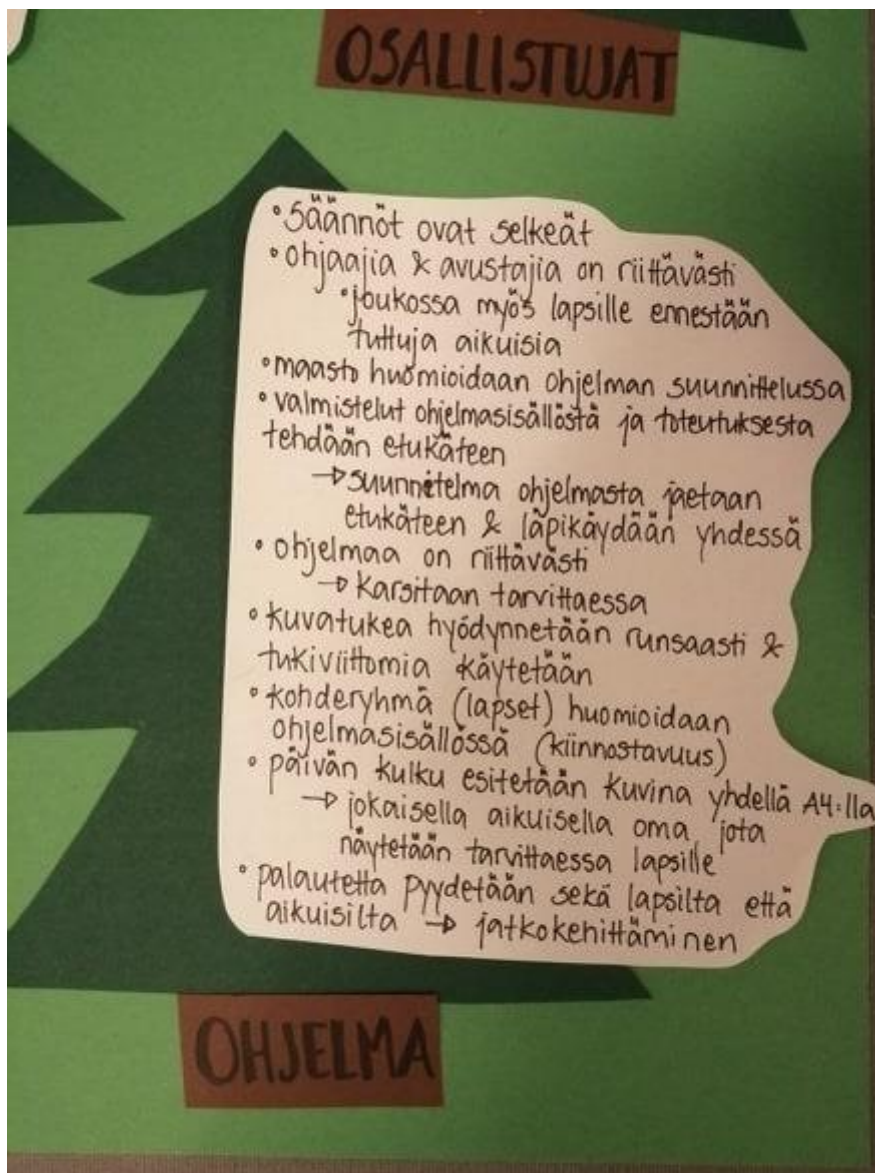 OSALLISTUJAT
• säännöt ovat selkeät
• ohjaajia & avustajia on riittävästi
• joukossa myös lapsille ennestään
tuttuja aikuisia
• maasto huomioidaan ohjelman suunnittelussa
• valmistelut ohjelmasisällöstä ja toteutuksesta
tehdään etukäteen
→ suunnitelma ohjelmasta jaetaan
etukäteen & läpikäydään yhdessä
• ohjelmaa on riittävästi
→ Karsitaan tarvittaessa
• kuvatukea hyödynnetään runsaasti &
tukiviittomia käytetään
• kohderyhmä (lapset) huomioidaan
ohjelmasisällössä (kiinnostavuus)
• päivän kulku esitetään kuvina yhdellä A4:lla
→ jokaisella aikuisella oma jota
näytetään tarvittaessa lapsille
• palautetta pyydetään sekä lapsilta että
aikuisilta → jatkokehittäminen
OHJELMA